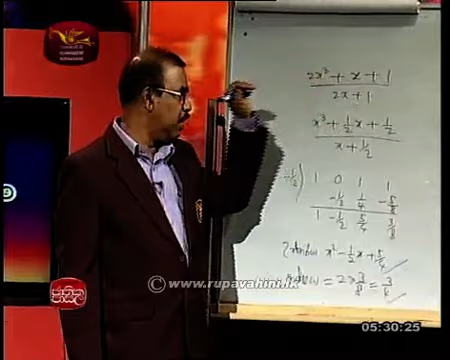 2x³ + x + 1
2x + 1
x³ + ½x + ½
x + ½
-½) 1 0 1 1
-½ ¼ -⅝
1 -½ 5/4 3/8
x² - ½x + 5/4
= 2x 3/8 = 3/4
© www.rupavahini.lk
05:30:25